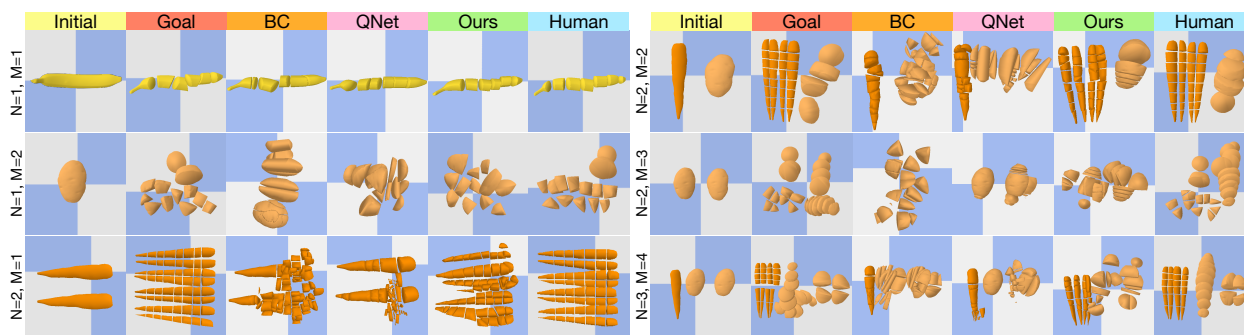 Initial Goal BC QNet Ours Human
N=1, M=1
N=1, M=2
N=2, M=1
Initial Goal BC QNet Ours Human
N=2, M=2
N=2, M=3
N=3, M=4